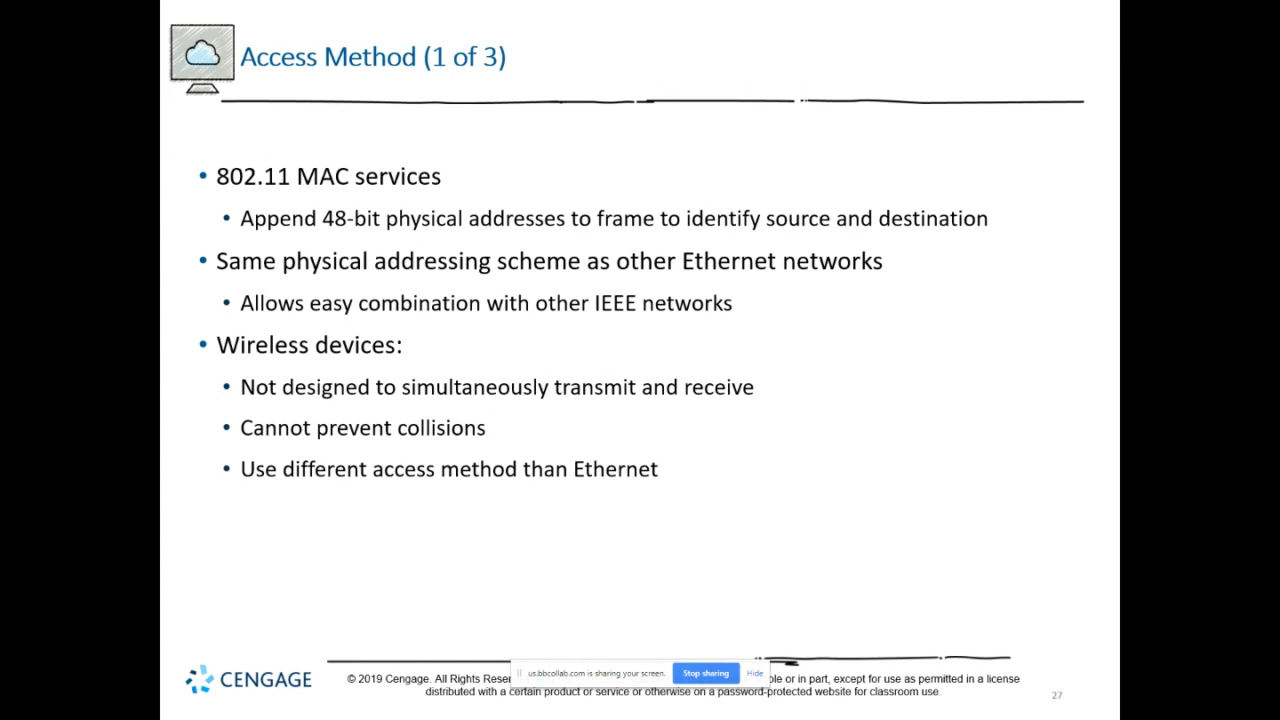 Access Method (1 of 3)
• 802.11 MAC services
• Append 48-bit physical addresses to frame to identify source and destination
• Same physical addressing scheme as other Ethernet networks
• Allows easy combination with other IEEE networks
• Wireless devices:
• Not designed to simultaneously transmit and receive
• Cannot prevent collisions
• Use different access method than Ethernet
CENGAGE
© 2019 Cengage. All Rights Reser
us.bbcollab.com is sharing your screen.
Stop sharing
Hide
ble or in part, except for use as permitted in a license
distributed with a certain product or service or otherwise on a password-protected website for classroom use.
27